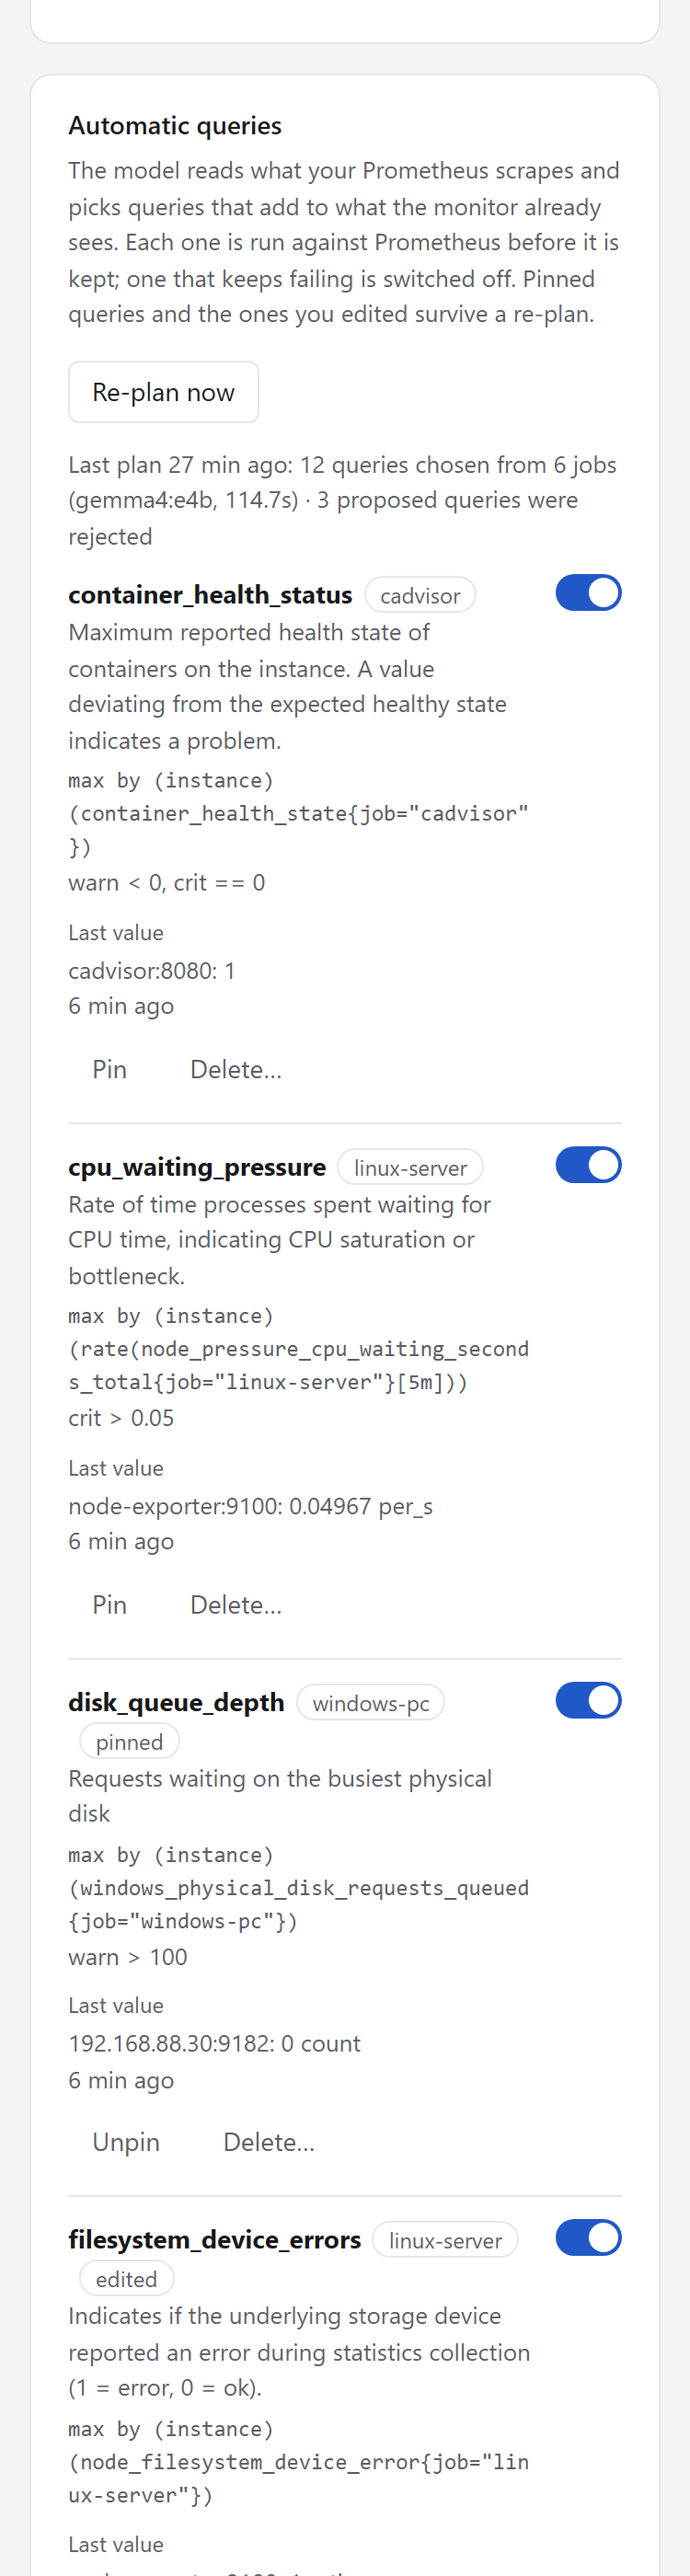 Automatic queries
The model reads what your Prometheus scrapes and
picks queries that add to what the monitor already
sees. Each one is run against Prometheus before it is
kept; one that keeps failing is switched off. Pinned
queries and the ones you edited survive a re-plan.
Re-plan now
Last plan 27 min ago: 12 queries chosen from 6 jobs
(gemma4:e4b, 114.7s) · 3 proposed queries were
rejected
container_health_status cadvisor
Maximum reported health state of
containers on the instance. A value
deviating from the expected healthy state
indicates a problem.
max by (instance)
(container_health_state{job="cadvisor"
})
warn < 0, crit == 0
Last value
cadvisor:8080: 1
6 min ago
Pin Delete...
cpu_waiting_pressure linux-server
Rate of time processes spent waiting for
CPU time, indicating CPU saturation or
bottleneck.
max by (instance)
(rate(node_pressure_cpu_waiting_second
s_total{job="linux-server"}[5m]))
crit > 0.05
Last value
node-exporter:9100: 0.04967 per_s
6 min ago
Pin Delete...
disk_queue_depth windows-pc
pinned
Requests waiting on the busiest physical
disk
max by (instance)
(windows_physical_disk_requests_queued
{job="windows-pc"})
warn > 100
Last value
192.168.88.30:9182: 0 count
6 min ago
Unpin Delete...
filesystem_device_errors linux-server
edited
Indicates if the underlying storage device
reported an error during statistics collection
(1 = error, 0 = ok).
max by (instance)
(node_filesystem_device_error{job="lin
ux-server"})
Last value